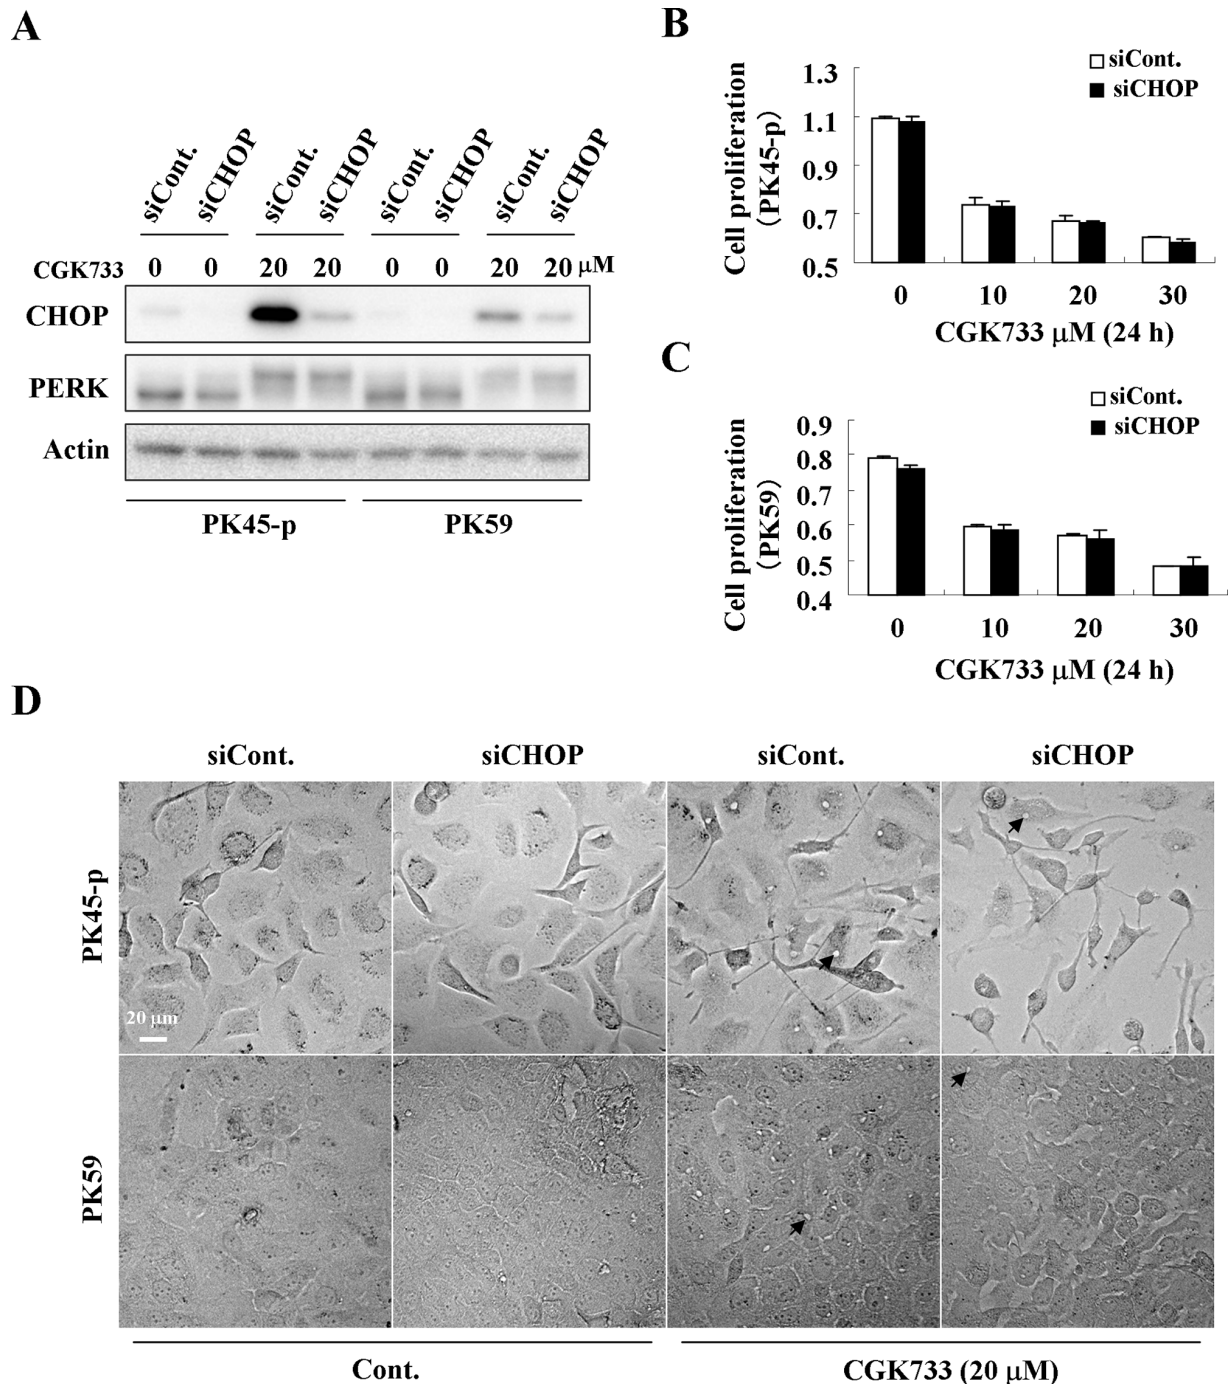 A
siCont. siCHOP siCont. siCHOP siCont. siCHOP siCont. siCHOP
CGK733 0 0 20 20 0 0 20 20 μM
CHOP
PERK
Actin
PK45-p PK59
B
siCont.
siCHOP
Cell proliferation
(PK45-p)
1.3
1.1
0.9
0.7
0.5
0 10 20 30
CGK733 μM (24 h)
C
siCont.
siCHOP
Cell proliferation
(PK59)
0.9
0.8
0.7
0.6
0.5
0.4
0 10 20 30
CGK733 μM (24 h)
D
siCont. siCHOP siCont. siCHOP
PK45-p
20 μm
PK59
Cont. CGK733 (20 μM)